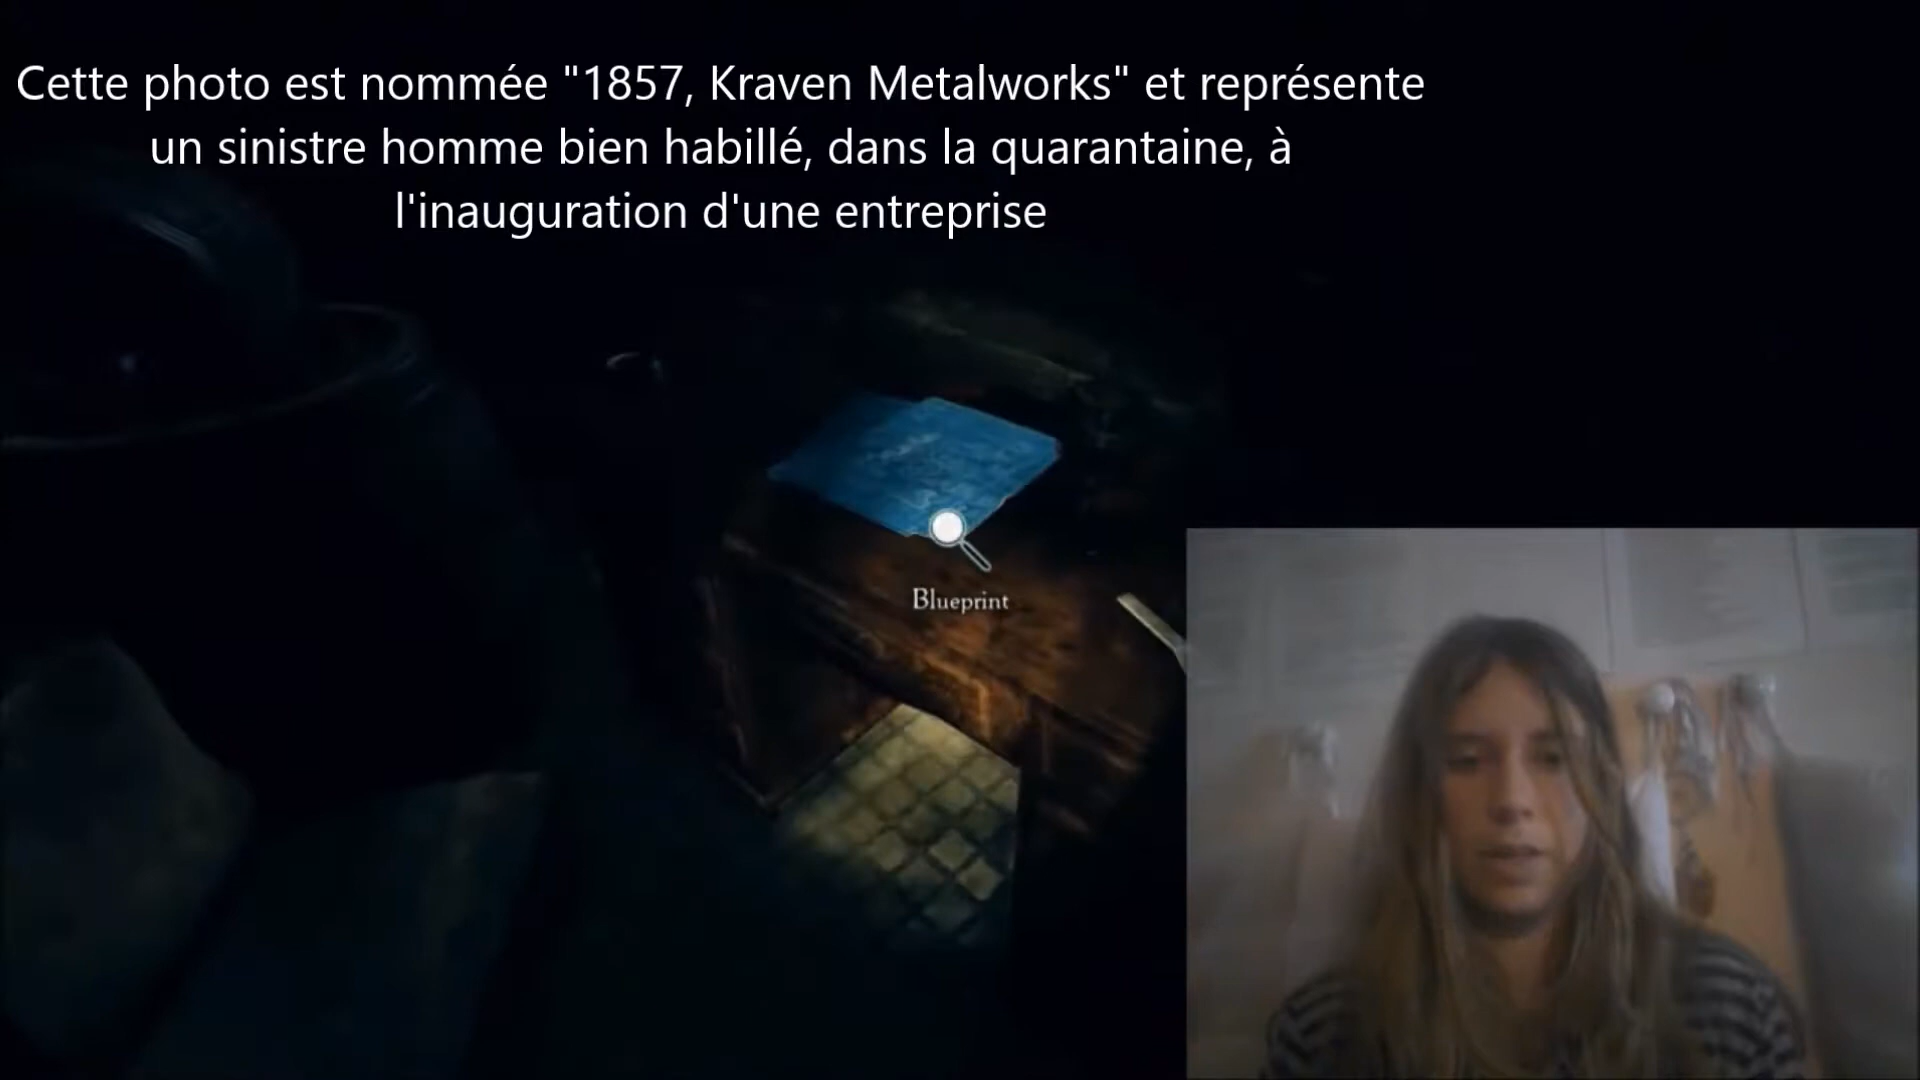 Cette photo est nommée "1857, Kraven Metalworks" et représente
un sinistre homme bien habillé, dans la quarantaine, à
l'inauguration d'une entreprise
Blueprint